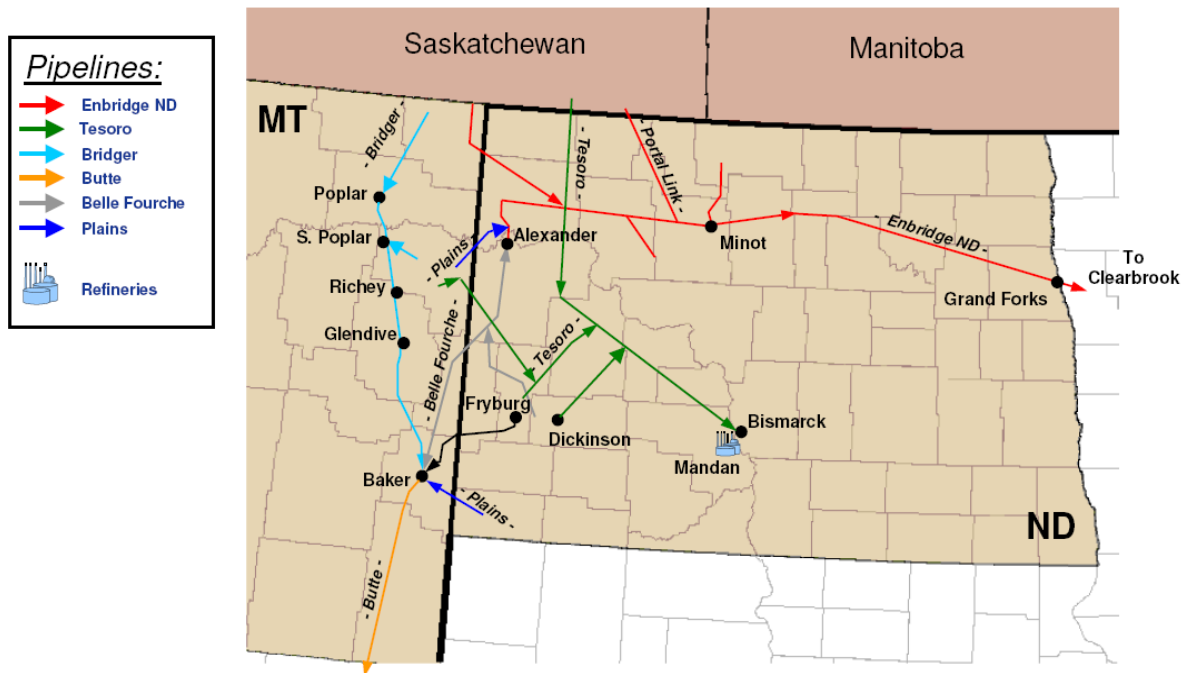 Pipelines:
Enbridge ND
Tesoro
Bridger
Butte
Belle Fourche
Plains
Refineries
Saskatchewan
Manitoba
MT
- Bridger -
- Tesoro -
- Portal Link -
Poplar
S. Poplar
Alexander
Minot
- Enbridge ND -
To
Clearbrook
- Plains -
Richey
Grand Forks
Glendive
- Belle Fourche -
- Tesoro -
Fryburg
Dickinson
Bismarck
Mandan
Baker
- Plains -
ND
- Butte -